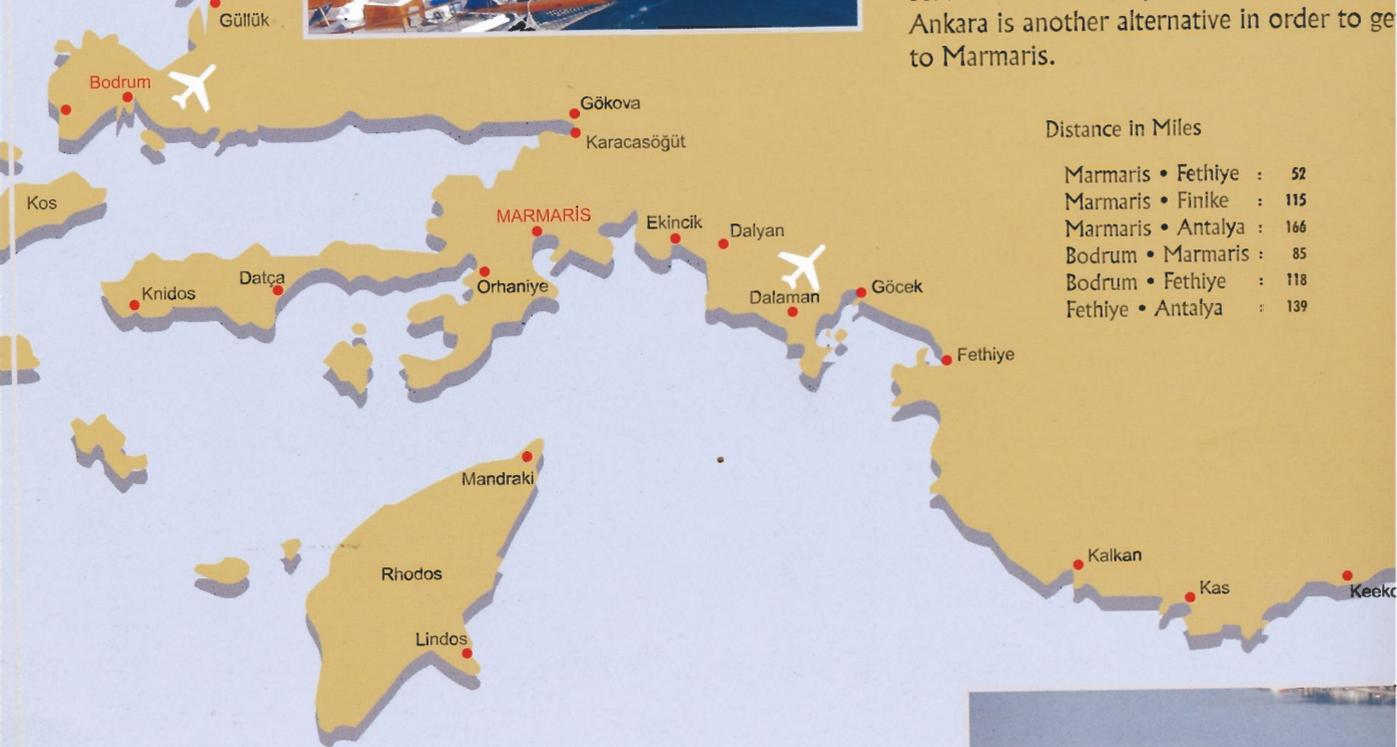 Güllük
Ankara is another alternative in order to ge
to Marmaris.
Bodrum
Gökova
Karacasöğüt
Distance in Miles
Marmaris • Fethiye : 52
Marmaris • Finike : 115
Marmaris • Antalya : 166
Bodrum • Marmaris : 85
Bodrum • Fethiye : 118
Fethiye • Antalya : 139
Kos
MARMARİS
Ekincik
Dalyan
Datça
Knidos
Orhaniye
Dalaman
Göcek
Fethiye
Mandraki
Rhodos
Kalkan
Kas
Keeko
Lindos